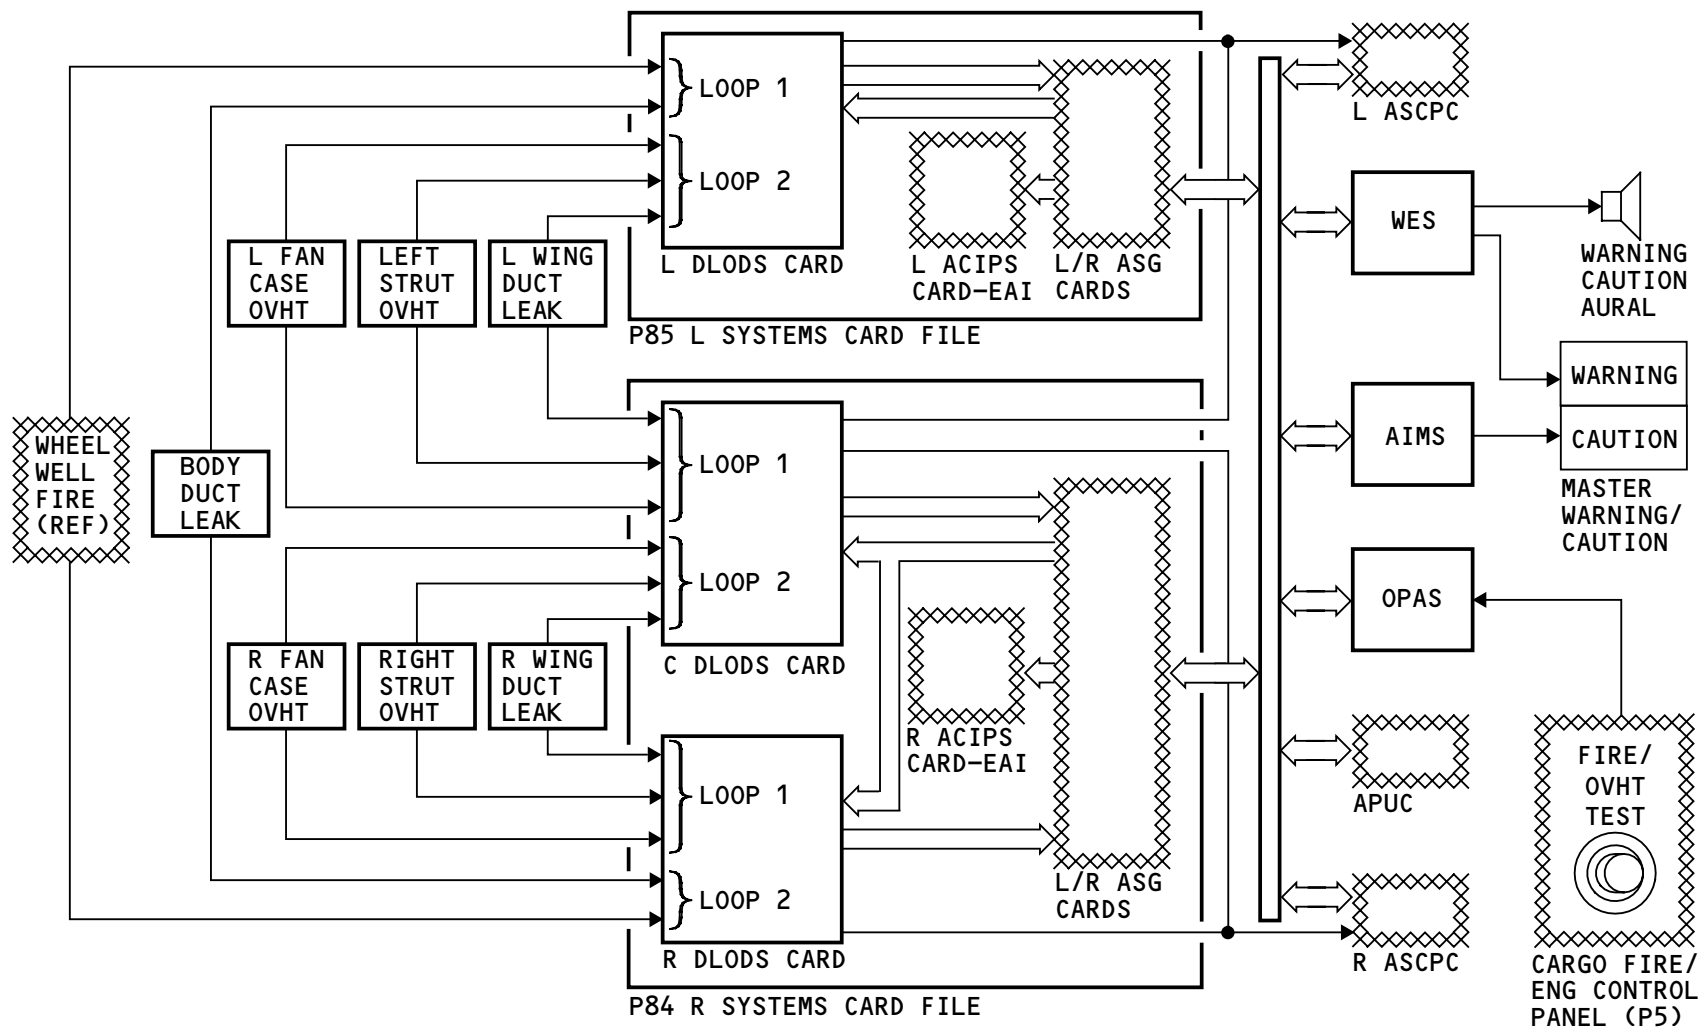 LOOP 1
LOOP 2
L DLODS CARD
L ACIPS
CARD-EAI
L/R ASG
CARDS
P85 L SYSTEMS CARD FILE
L FAN
CASE
OVHT
LEFT
STRUT
OVHT
L WING
DUCT
LEAK
WHEEL
WELL
FIRE
(REF)
BODY
DUCT
LEAK
R FAN
CASE
OVHT
RIGHT
STRUT
OVHT
R WING
DUCT
LEAK
LOOP 1
LOOP 2
C DLODS CARD
R ACIPS
CARD-EAI
LOOP 1
LOOP 2
R DLODS CARD
L/R ASG
CARDS
P84 R SYSTEMS CARD FILE
L ASCPC
WES
WARNING
CAUTION
AURAL
AIMS
WARNING
CAUTION
MASTER
WARNING/
CAUTION
OPAS
APUC
R ASCPC
FIRE/
OVHT
TEST
CARGO FIRE/
ENG CONTROL
PANEL (P5)